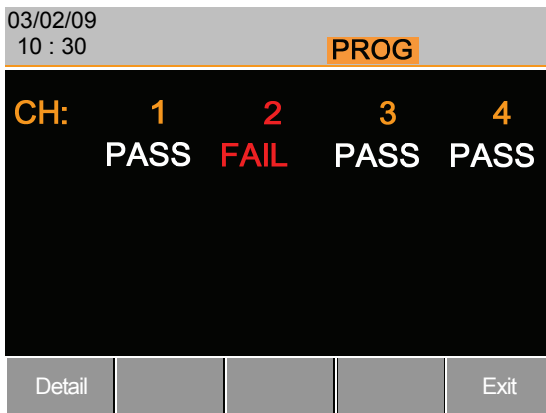 03/02/09
10 : 30
PROG
CH: 1 2 3 4
PASS FAIL PASS PASS
Detail Exit